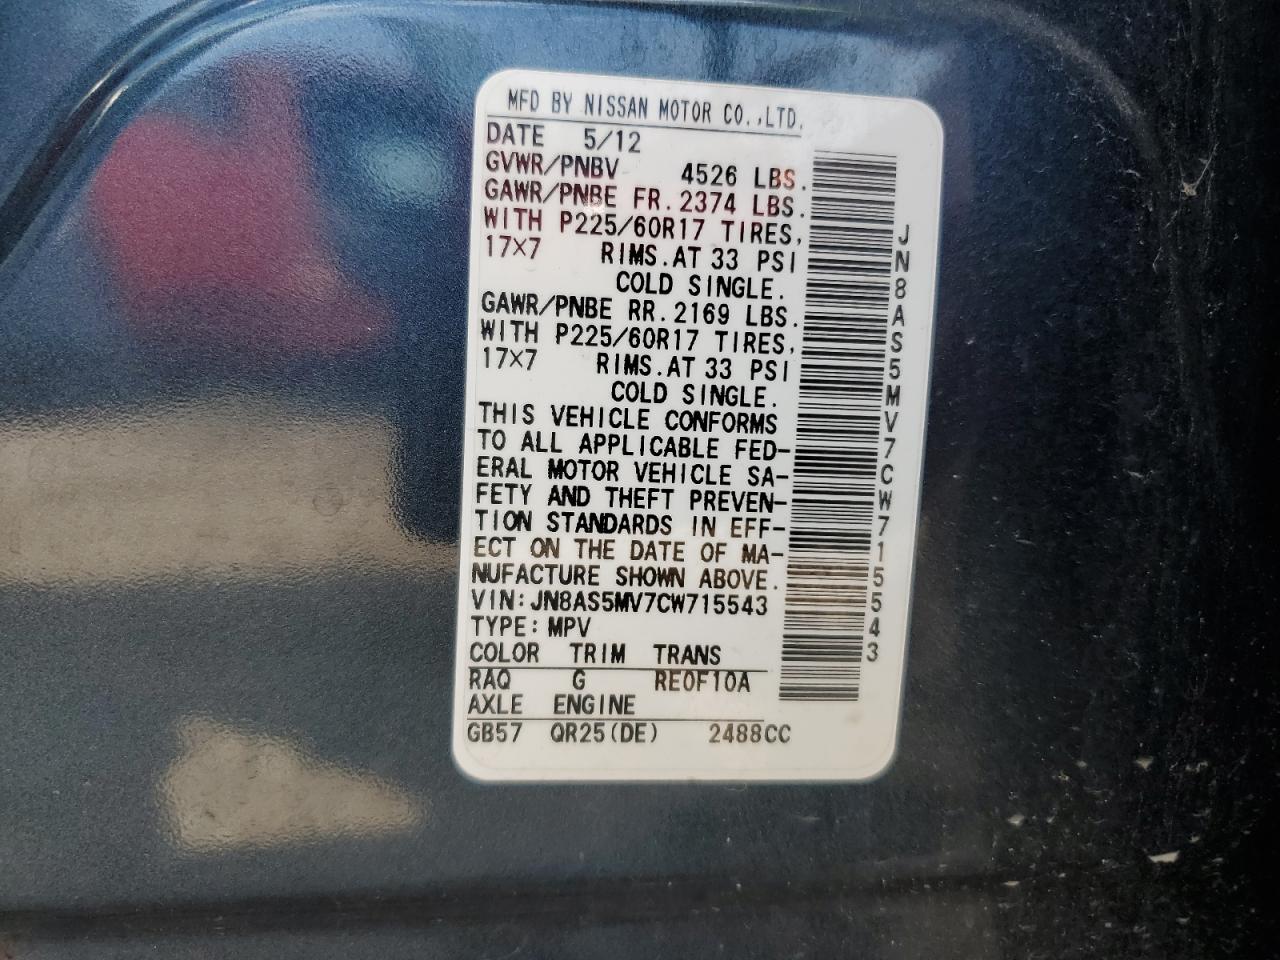 MFD BY NISSAN MOTOR CO.,LTD.
DATE 5/12
GVWR/PNBV 4526 LBS.
GAWR/PNBE FR. 2374 LBS.
WITH P225/60R17 TIRES,
17X7 RIMS.AT 33 PSI
COLD SINGLE.
GAWR/PNBE RR. 2169 LBS.
WITH P225/60R17 TIRES,
17X7 RIMS.AT 33 PSI
COLD SINGLE.
THIS VEHICLE CONFORMS
TO ALL APPLICABLE FED-
ERAL MOTOR VEHICLE SA-
FETY AND THEFT PREVEN-
TION STANDARDS IN EFF-
ECT ON THE DATE OF MA-
NUFACTURE SHOWN ABOVE.
VIN: JN8AS5MV7CW715543
TYPE: MPV
COLOR TRIM TRANS
RAQ G RE0F10A
AXLE ENGINE
GB57 QR25(DE) 2488CC
JN8AS5MV7CW715543